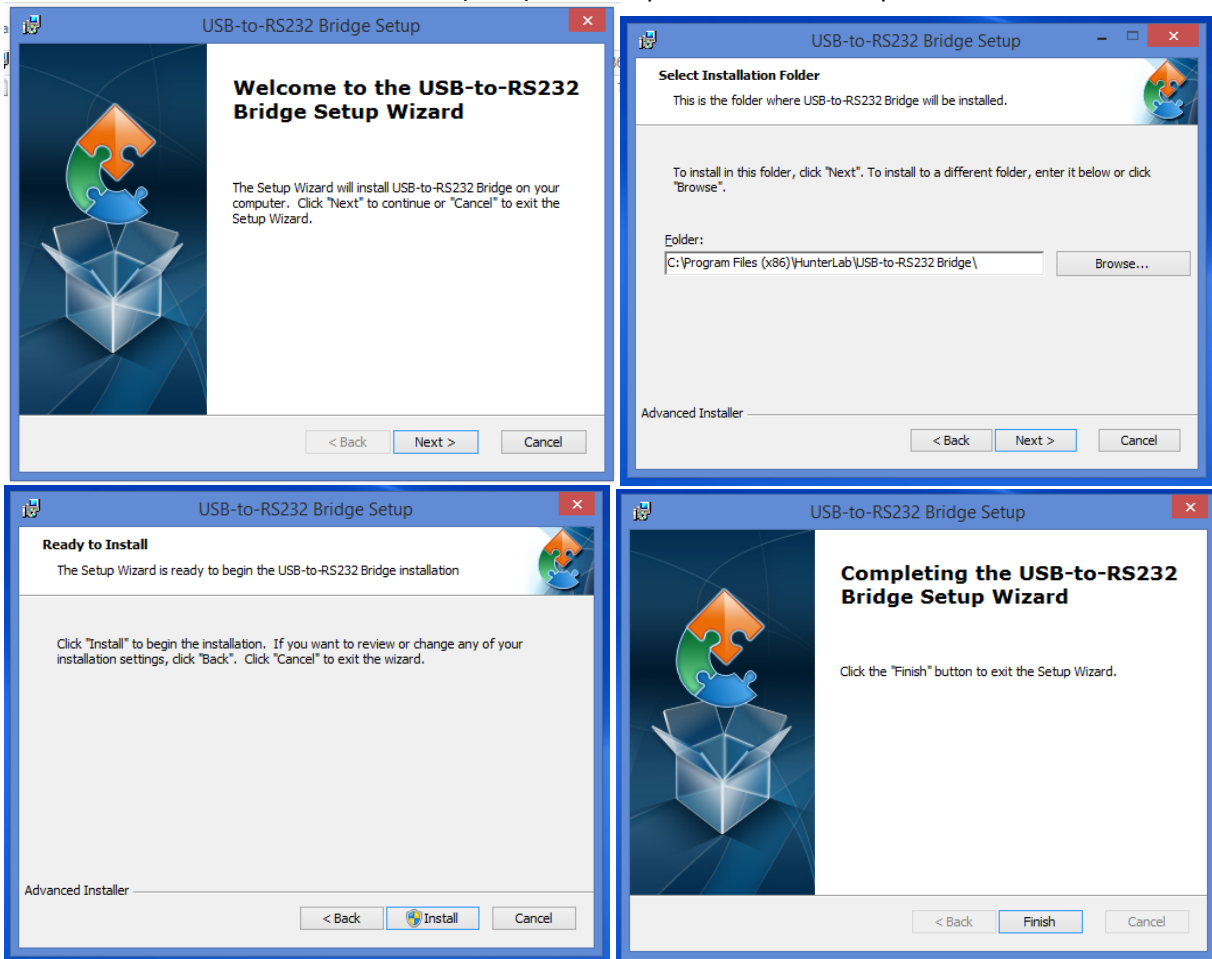 USB-to-RS232 Bridge Setup
Welcome to the USB-to-RS232
Bridge Setup Wizard
The Setup Wizard will install USB-to-RS232 Bridge on your
computer. Click "Next" to continue or "Cancel" to exit the
Setup Wizard.
< Back Next > Cancel
USB-to-RS232 Bridge Setup
Select Installation Folder
This is the folder where USB-to-RS232 Bridge will be installed.
To install in this folder, click "Next". To install to a different folder, enter it below or click
"Browse".
Folder:
C:\Program Files (x86)\HunterLab\USB-to-RS232 Bridge\ Browse...
Advanced Installer
< Back Next > Cancel
USB-to-RS232 Bridge Setup
Ready to Install
The Setup Wizard is ready to begin the USB-to-RS232 Bridge installation
Click "Install" to begin the installation. If you want to review or change any of your
installation settings, click "Back". Click "Cancel" to exit the wizard.
Advanced Installer
< Back Install Cancel
USB-to-RS232 Bridge Setup
Completing the USB-to-RS232
Bridge Setup Wizard
Click the "Finish" button to exit the Setup Wizard.
< Back Finish Cancel